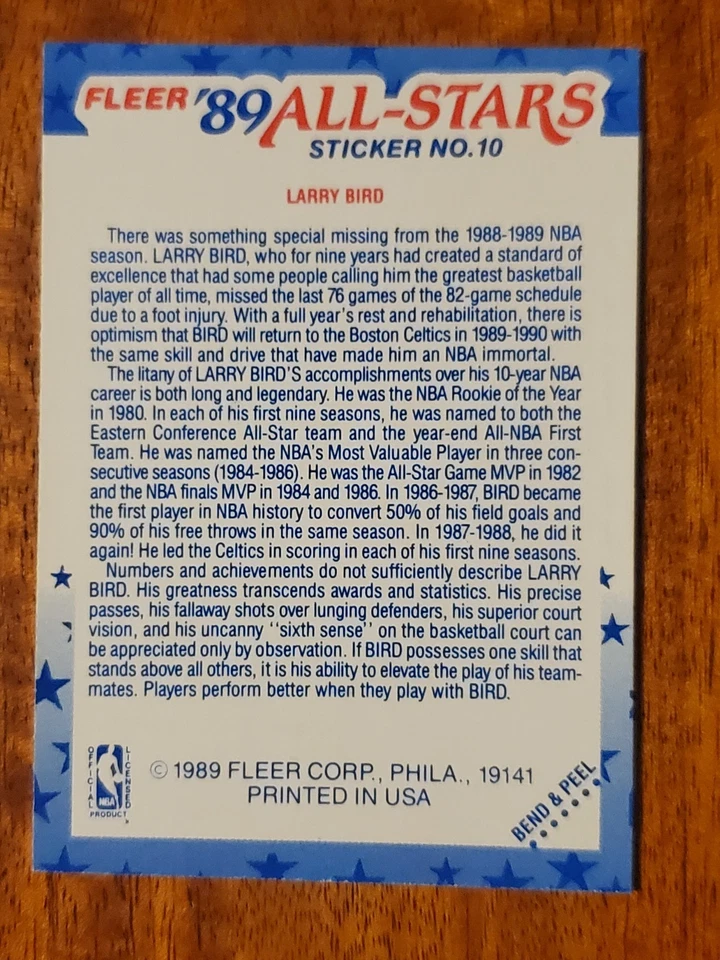 FLEER '89 ALL-STARS
STICKER NO. 10
LARRY BIRD
There was something special missing from the 1988-1989 NBA
season. LARRY BIRD, who for nine years had created a standard of
excellence that had some people calling him the greatest basketball
player of all time, missed the last 76 games of the 82-game schedule
due to a foot injury. With a full year's rest and rehabilitation, there is
optimism that BIRD will return to the Boston Celtics in 1989-1990 with
the same skill and drive that have made him an NBA immortal.
The litany of LARRY BIRD'S accomplishments over his 10-year NBA
career is both long and legendary. He was the NBA Rookie of the Year
in 1980. In each of his first nine seasons, he was named to both the
Eastern Conference All-Star team and the year-end All-NBA First
Team. He was named the NBA's Most Valuable Player in three con-
secutive seasons (1984-1986). He was the All-Star Game MVP in 1982
and the NBA finals MVP in 1984 and 1986. In 1986-1987, BIRD became
the first player in NBA history to convert 50% of his field goals and
90% of his free throws in the same season. In 1987-1988, he did it
again! He led the Celtics in scoring in each of his first nine seasons.
Numbers and achievements do not sufficiently describe LARRY
BIRD. His greatness transcends awards and statistics. His precise
passes, his fallaway shots over lunging defenders, his superior court
vision, and his uncanny "sixth sense" on the basketball court can
be appreciated only by observation. If BIRD possesses one skill that
stands above all others, it is his ability to elevate the play of his team-
mates. Players perform better when they play with BIRD.
OFFICIAL LICENSED
NBA
PRODUCT
© 1989 FLEER CORP., PHILA., 19141
PRINTED IN USA
BEND & PEEL